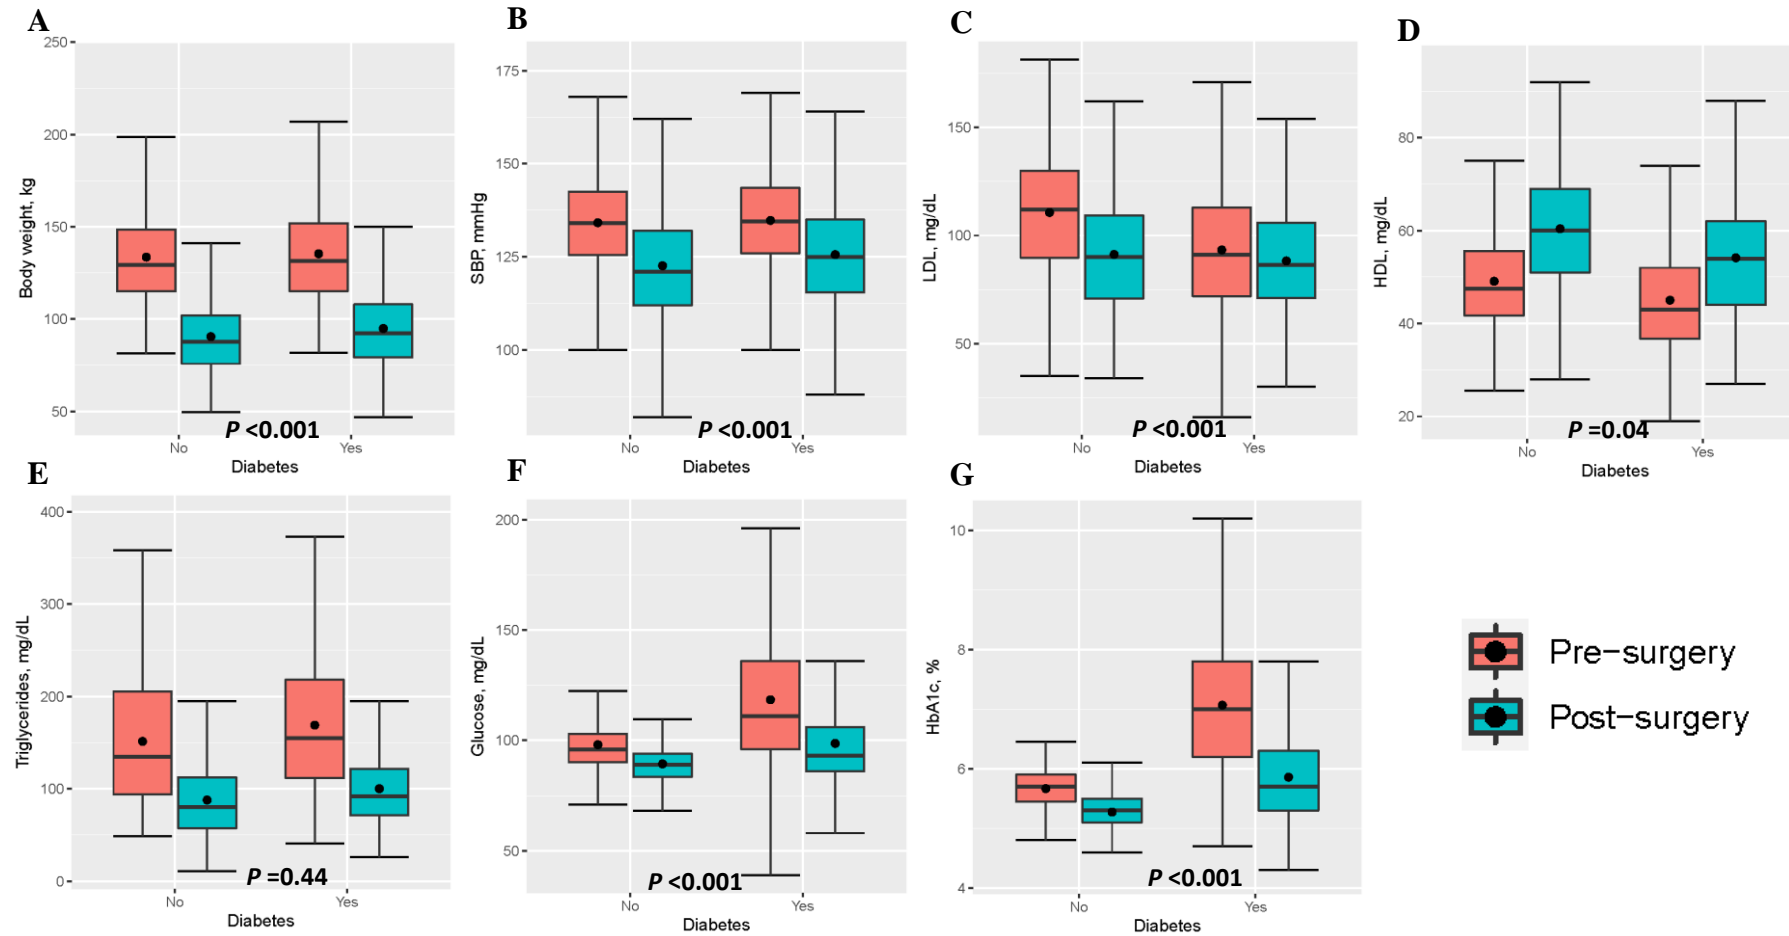 A
Body weight, kg
250
200
150
100
50
P <0.001
No
Yes
Diabetes
B
SBP, mmHg
175
150
125
100
P <0.001
No
Yes
Diabetes
C
LDL, mg/dL
150
100
50
P <0.001
No
Yes
Diabetes
D
HDL, mg/dL
80
60
40
20
P =0.04
No
Yes
Diabetes
E
Triglycerides, mg/dL
400
300
200
100
0
P =0.44
No
Yes
Diabetes
F
Glucose, mg/dL
200
150
100
50
P <0.001
No
Yes
Diabetes
G
HbA1c, %
10
8
6
4
P <0.001
No
Yes
Diabetes
Pre-surgery
Post-surgery